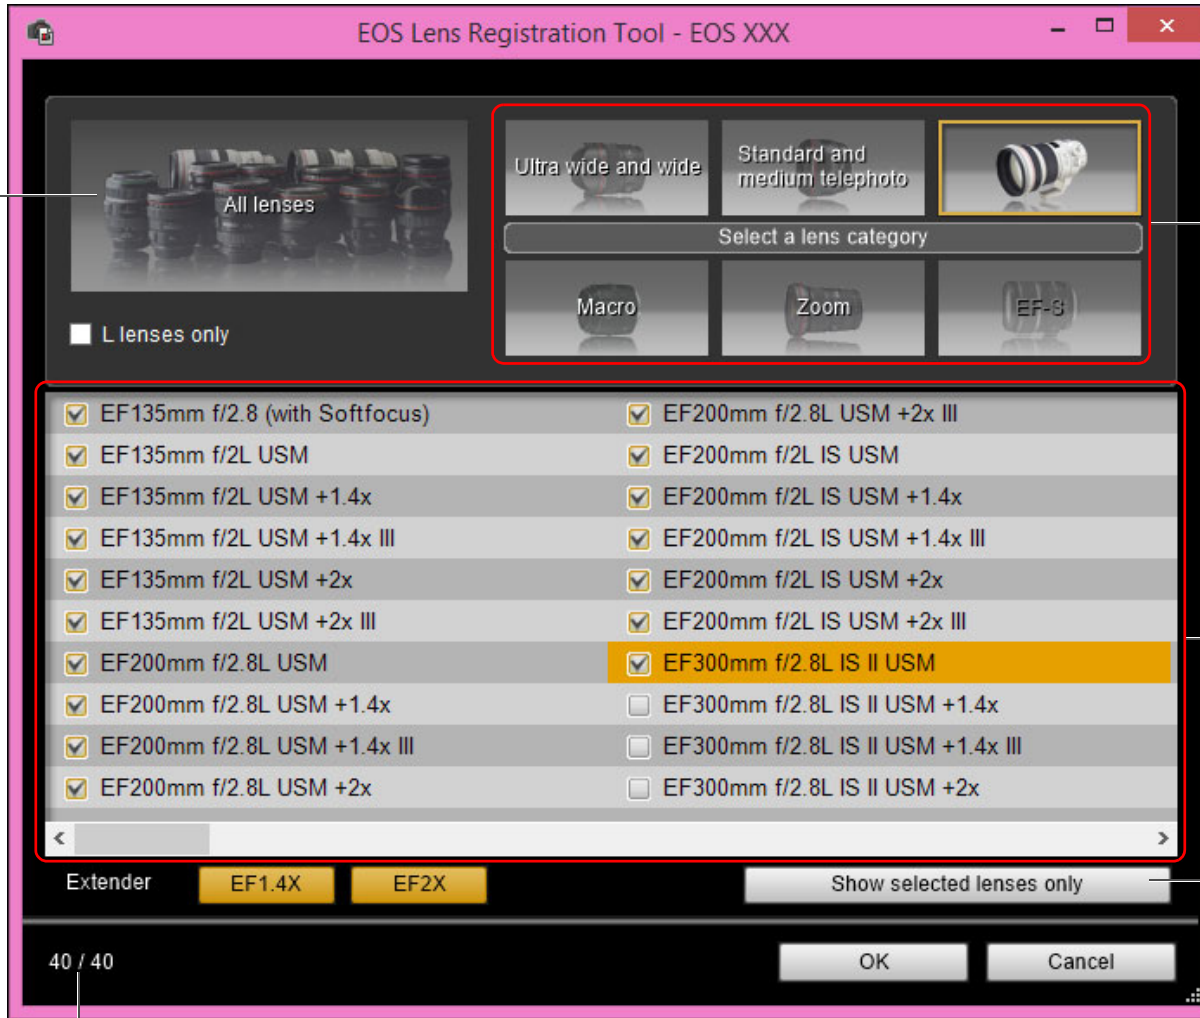 EOS Lens Registration Tool - EOS XXX
All lenses
L lenses only
Ultra wide and wide
Standard and
medium telephoto
Select a lens category
Macro
Zoom
EF-S
EF135mm f/2.8 (with Softfocus)
EF135mm f/2L USM
EF135mm f/2L USM +1.4x
EF135mm f/2L USM +1.4x III
EF135mm f/2L USM +2x
EF135mm f/2L USM +2x III
EF200mm f/2.8L USM
EF200mm f/2.8L USM +1.4x
EF200mm f/2.8L USM +1.4x III
EF200mm f/2.8L USM +2x
EF200mm f/2.8L USM +2x III
EF200mm f/2L IS USM
EF200mm f/2L IS USM +1.4x
EF200mm f/2L IS USM +1.4x III
EF200mm f/2L IS USM +2x
EF200mm f/2L IS USM +2x III
EF300mm f/2.8L IS II USM
EF300mm f/2.8L IS II USM +1.4x
EF300mm f/2.8L IS II USM +1.4x III
EF300mm f/2.8L IS II USM +2x
Extender
EF1.4X
EF2X
Show selected lenses only
40 / 40
OK
Cancel